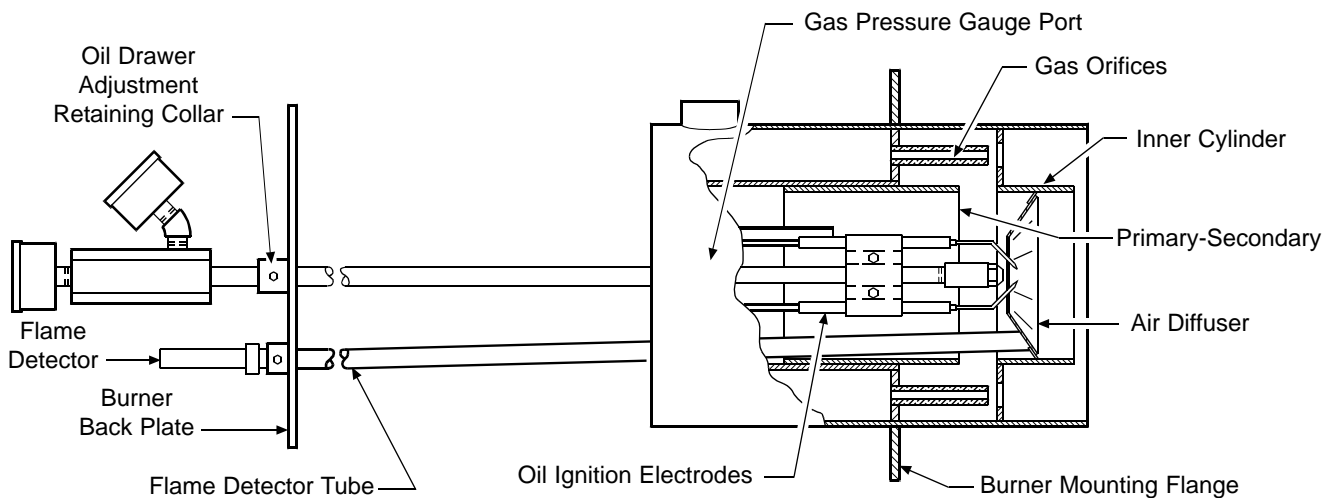 Gas Pressure Gauge Port
Oil Drawer
Adjustment
Retaining Collar
Gas Orifices
Inner Cylinder
Primary-Secondary
Air Diffuser
Flame
Detector
Burner
Back Plate
Oil Ignition Electrodes
Flame Detector Tube
Burner Mounting Flange